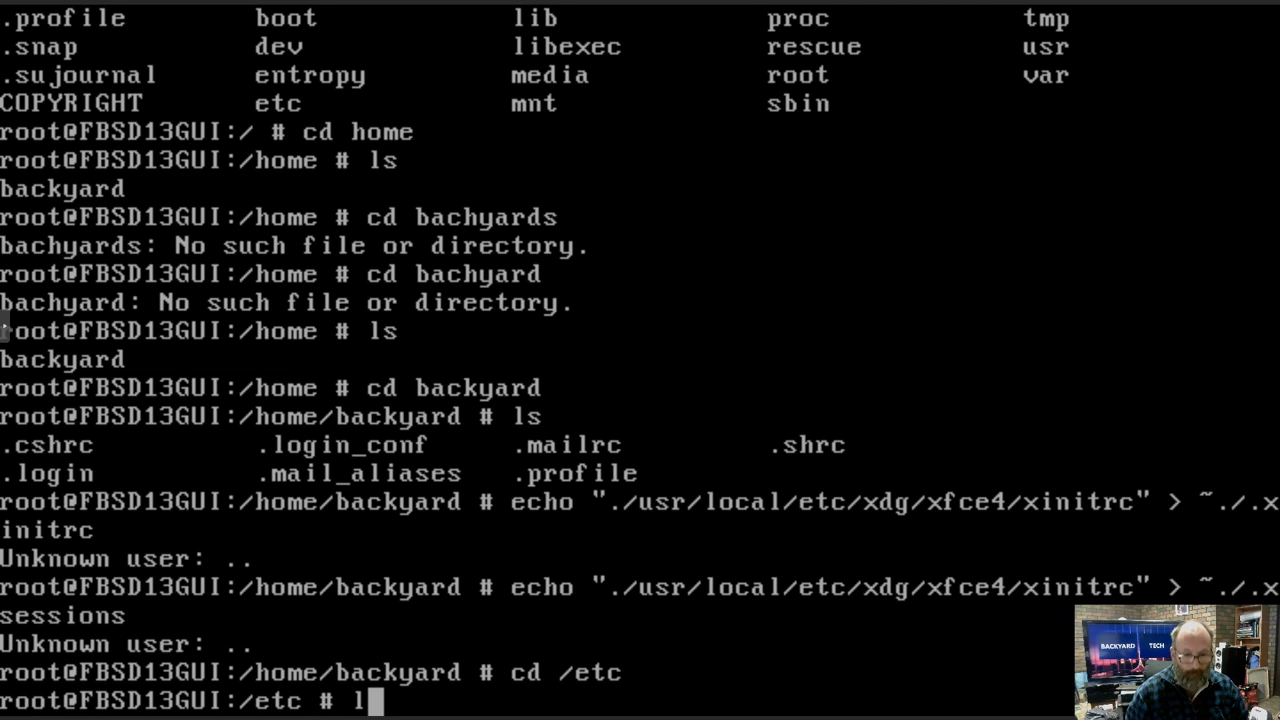 .profile boot lib proc tmp
.snap dev libexec rescue usr
.sujournal entropy media root var
COPYRIGHT etc mnt sbin
root@FBSD13GUI:/ # cd home
root@FBSD13GUI:/home # ls
backyard
root@FBSD13GUI:/home # cd bachyards
bachyards: No such file or directory.
root@FBSD13GUI:/home # cd bachyard
bachyard: No such file or directory.
root@FBSD13GUI:/home # ls
backyard
root@FBSD13GUI:/home # cd backyard
root@FBSD13GUI:/home/backyard # ls
.cshrc .login_conf .mailrc .shrc
.login .mail_aliases .profile
root@FBSD13GUI:/home/backyard # echo "./usr/local/etc/xdg/xfce4/xinitrc" > ~./.x
initrc
Unknown user: ..
root@FBSD13GUI:/home/backyard # echo "./usr/local/etc/xdg/xfce4/xinitrc" > ~./.x
sessions
Unknown user: ..
root@FBSD13GUI:/home/backyard # cd /etc
root@FBSD13GUI:/etc # l
BACKYARD TECH